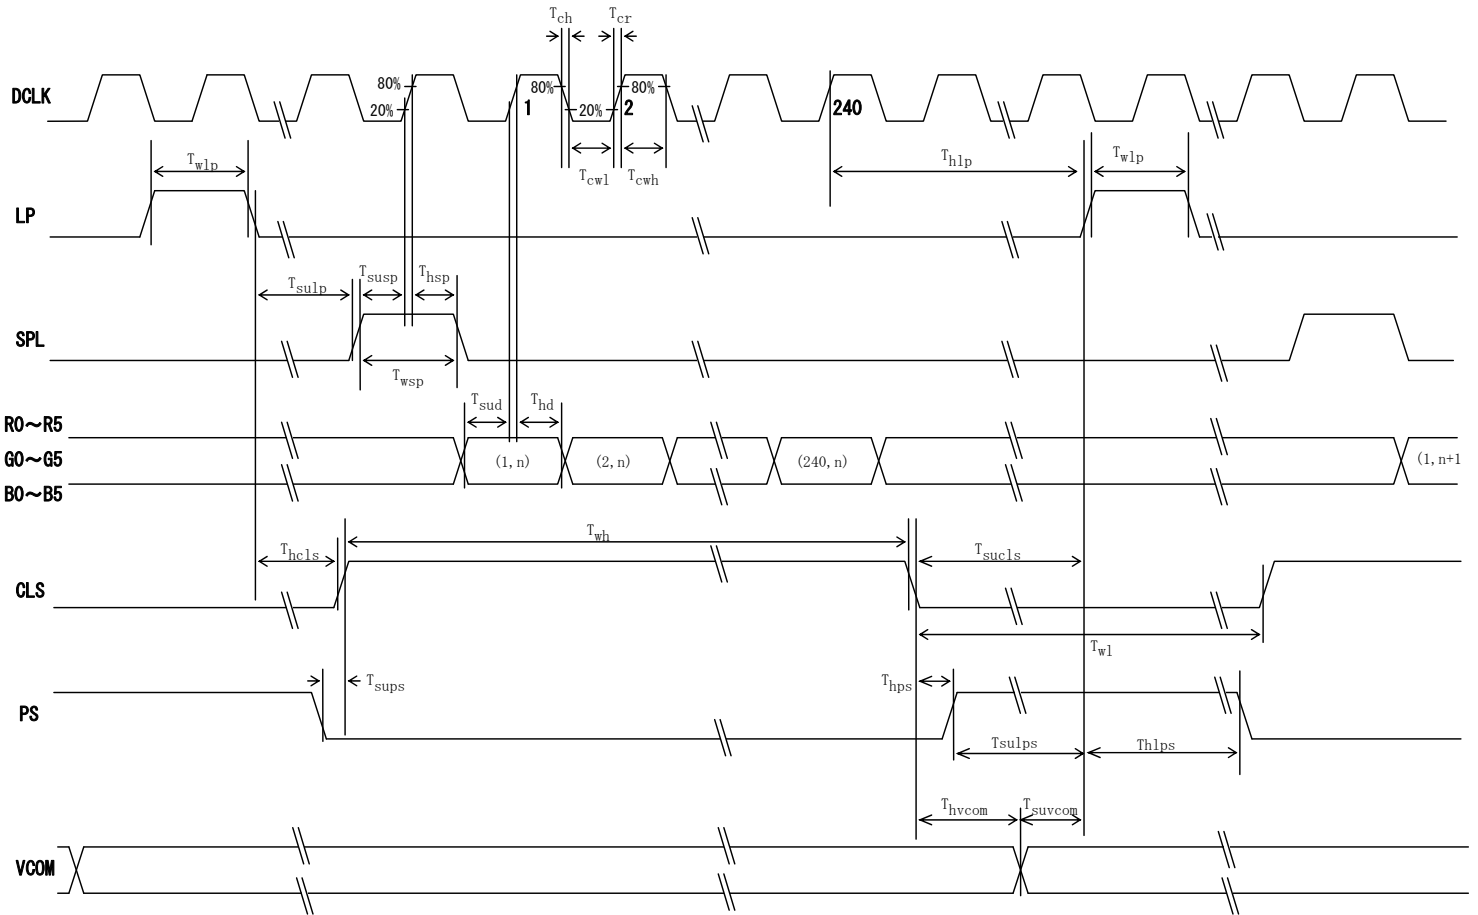 Tch Tcr
DCLK 80% 20% 80% 1 20% 80% 2 240
Twlp Tcwl Tcwh Thlp Twlp
LP
Tsulp Tsusp Thsp
SPL
Twsp
Tsud Thd
R0～R5
G0～G5 (1,n) (2,n) (240,n) (1,n+1
B0～B5
Twh
Thcls Tsucls
CLS
Twl
Tsups Thps
PS
Tsulps Thlps
Thvcom Tsuvcom
VCOM